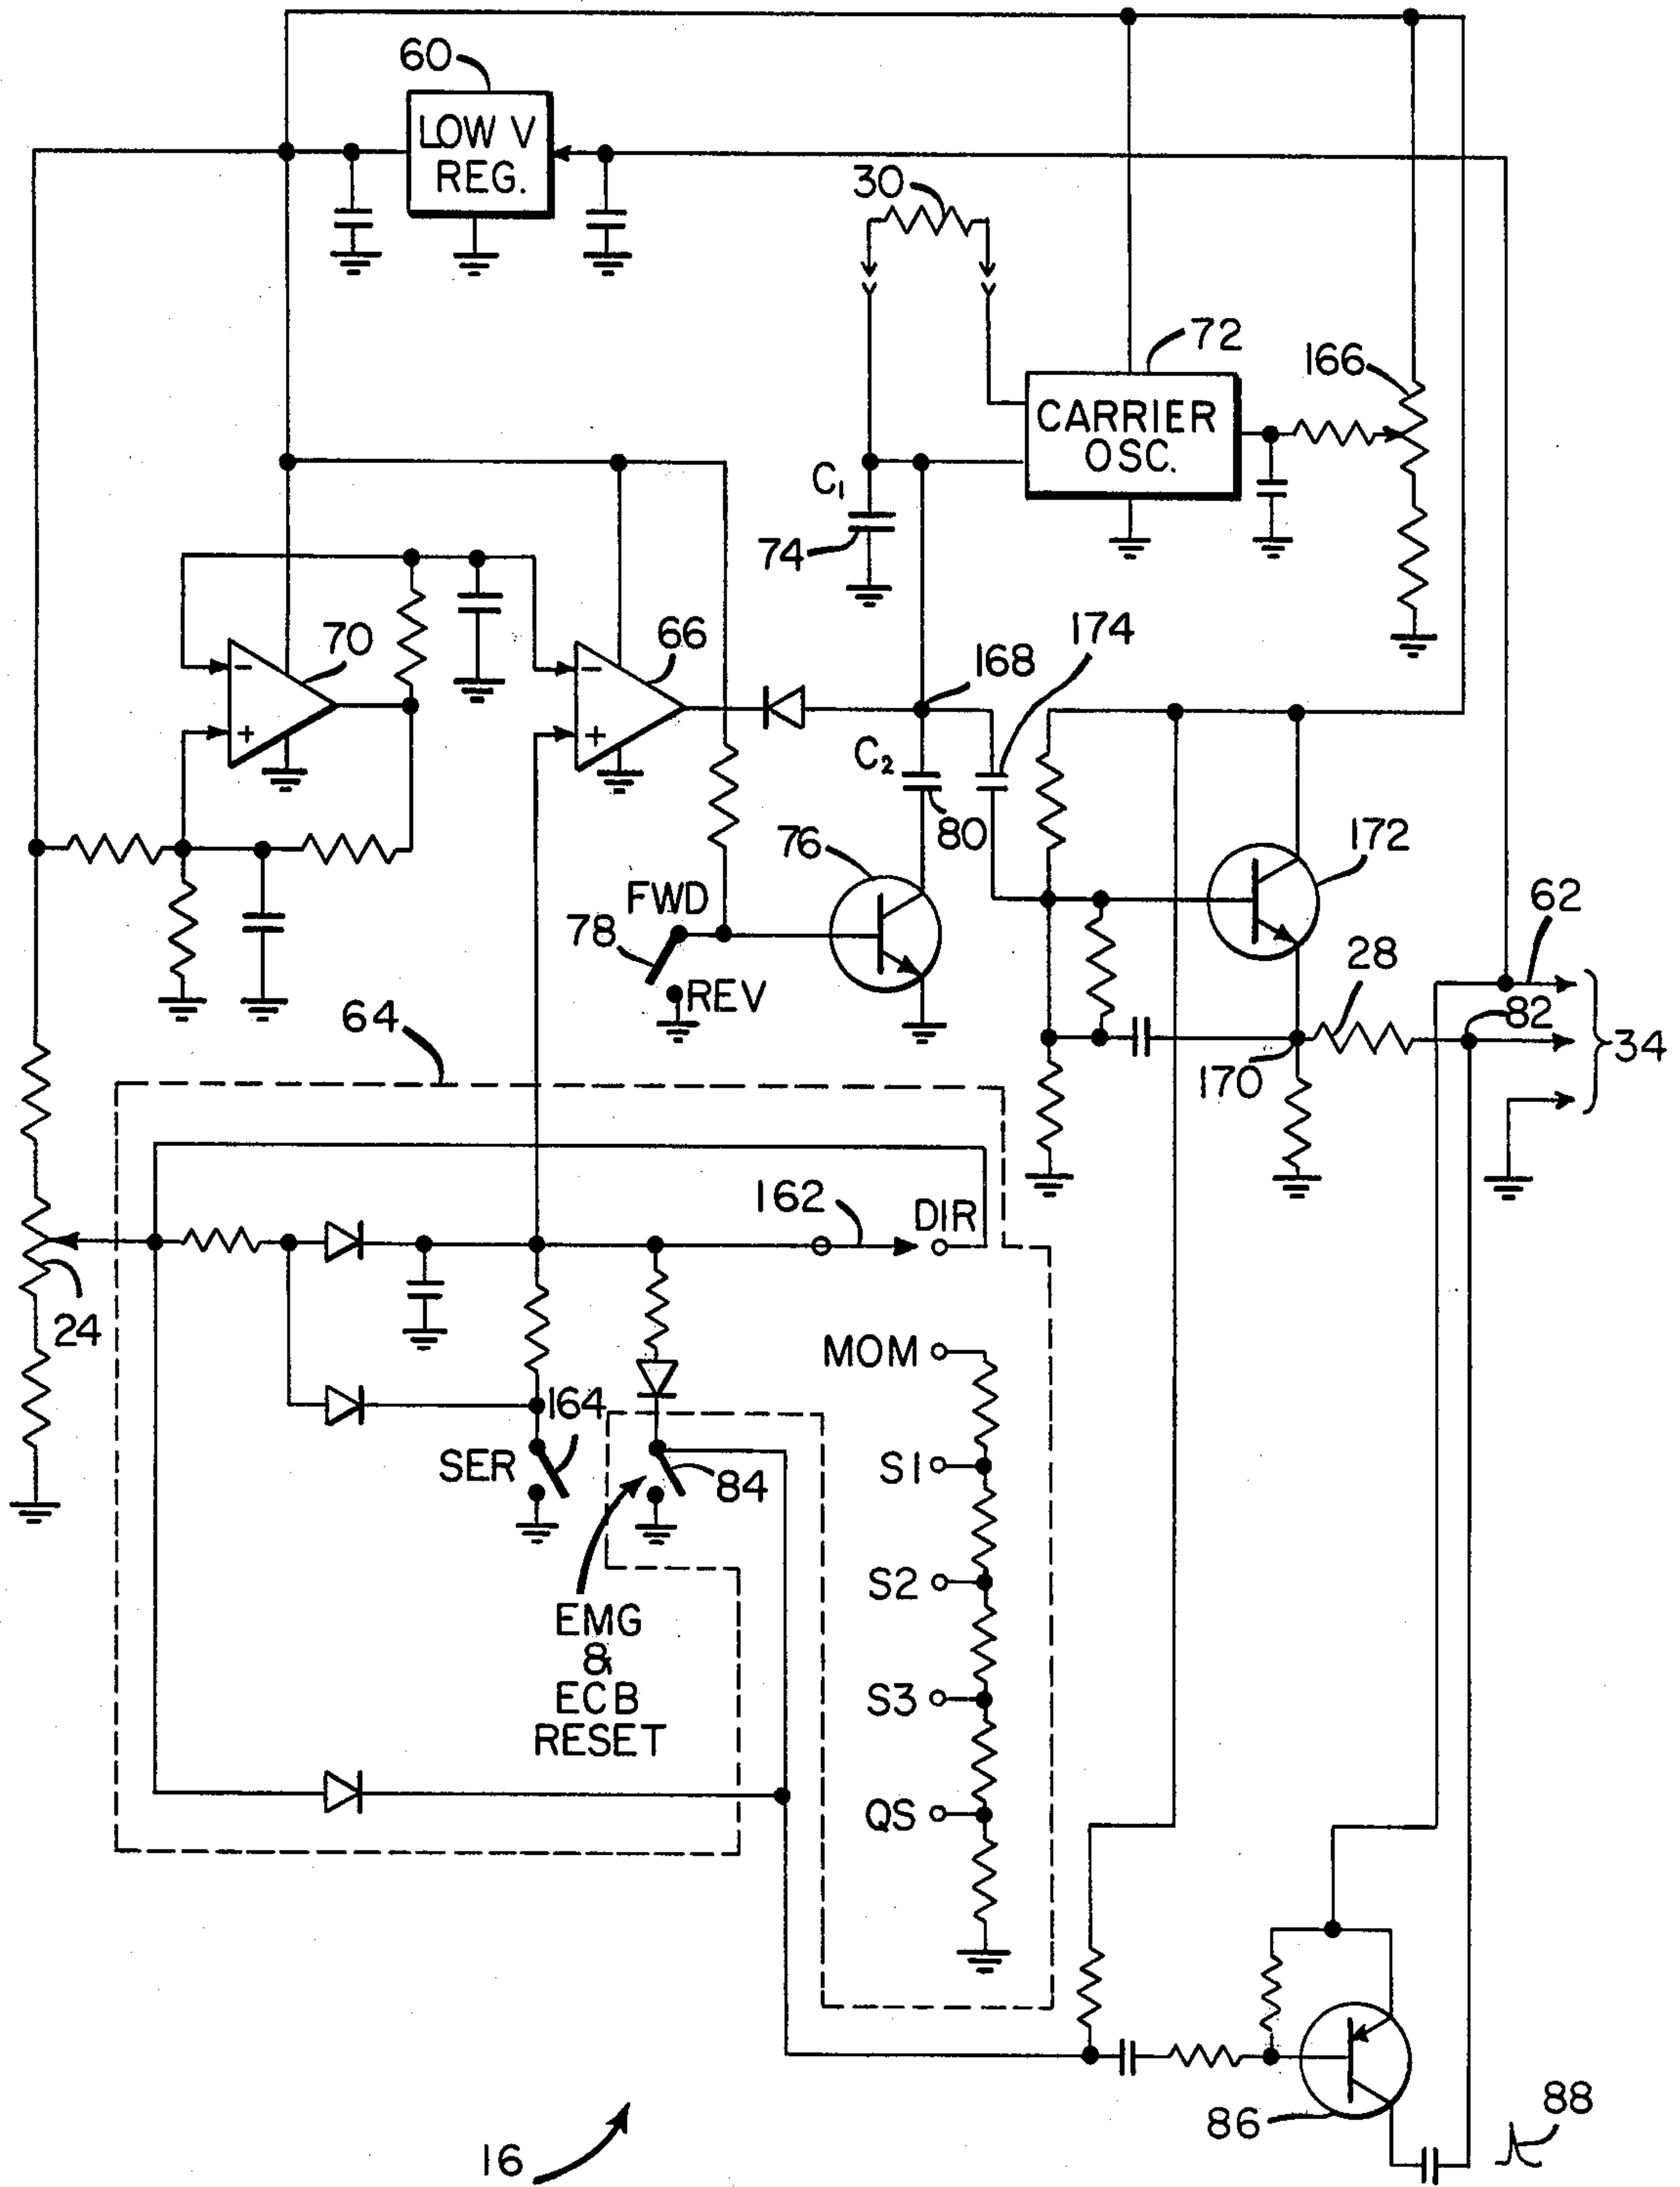 60
LOW V
REG.
30
72
166
CARRIER
OSC.
C₁
74
70
66
174
168
-
+
-
+
C₂
80
76
172
FWD
78
REV
62
28
82
34
64
170
162
DIR
24
MOM
164
SER
84
S1
S2
EMG
&
ECB
RESET
S3
QS
86
88
16